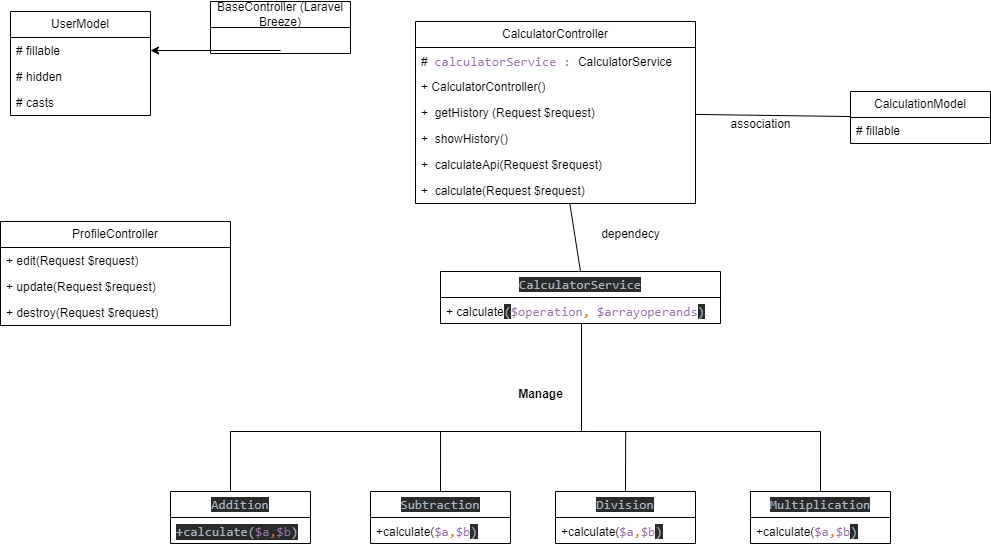 UserModel
# fillable
# hidden
# casts
BaseController (Laravel
Breeze)
CalculatorController
# calculatorService : CalculatorService
+ CalculatorController()
+ getHistory (Request $request)
+ showHistory()
+ calculateApi(Request $request)
+ calculate(Request $request)
association
CalculationModel
# fillable
ProfileController
+ edit(Request $request)
+ update(Request $request)
+ destroy(Request $request)
dependecy
CalculatorService
+ calculate($operation, $arrayoperands)
Manage
Addition
+calculate($a,$b)
Subtraction
+calculate($a,$b)
Division
+calculate($a,$b)
Multiplication
+calculate($a,$b)